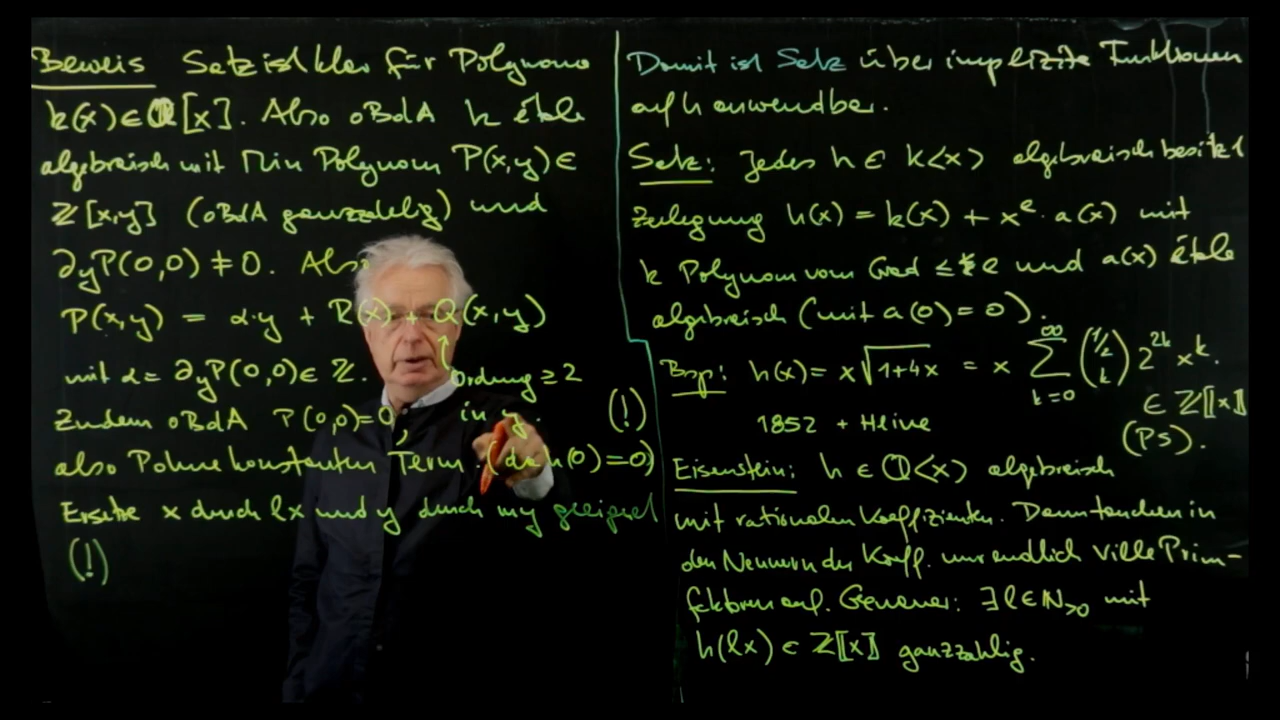 Beweis Satz ist klar für Polynome
k(x) ∈ Q[x]. Also oBdA h étale
algebraisch mit Min Polynom P(x,y) ∈
Z[x,y] (oBdA ganzzahlig) und
∂yP(0,0) ≠ 0. Also
P(x,y) = α·y + R(x) + Q(x,y)
mit α = ∂yP(0,0) ∈ Z.
Ordnung ≥ 2
in y
(!)
Zudem oBdA P(0,0)=0,
also P ohne konstanten Term. (da h(0)=0)
Ersetze x durch lx und y durch my geeignet
(!)
Damit ist Satz über implizite Funktionen
auf h anwendbar.
Satz: Jedes h ∈ k<x> algebraisch besitzt
Zerlegung h(x) = k(x) + x^e · a(x) mit
k Polynom vom Grad ≤ e und a(x) étale
algebraisch (mit a(0)=0).
Bsp: h(x) = x√1+4x = x ∑_{k=0}^{∞} (1/2 k) 2^{2k} x^k.
∈ Z[[x]]
1852 + Heine
(PS).
Eisenstein: h ∈ Q<x> algebraisch
mit rationalen Koeffizienten. Dann tauchen in
den Nennern der Koeff. nur endlich viele Prim-
faktoren auf. Genauer: ∃ l ∈ N>0 mit
h(lx) ∈ Z[[x]] ganzzahlig.